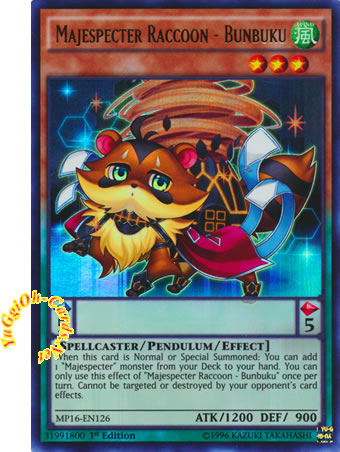 Majespecter Raccoon - Bunbuku
風
5
[SPELLCASTER/PENDULUM/EFFECT]
When this card is Normal or Special Summoned: You can add
1 "Majespecter" monster from your Deck to your hand. You can
only use this effect of "Majespecter Raccoon - Bunbuku" once per
turn. Cannot be targeted or destroyed by your opponent's card
effects.
MP16-EN126
ATK/1200 DEF/ 900
31991800 1st Edition
©1996 KAZUKI TAKAHASHI
YuGiOh-Cards.net